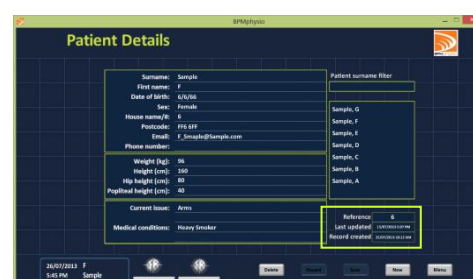 BPMphysio
Patient Details
Surname: Sample
First name: F
Date of birth: 6/6/66
Sex: Female
House name/#: 6
Postcode: FF6 6FF
Email: F_Smaple@Sample.com
Phone number:
Weight (kg): 96
Height (cm): 160
Hip height (cm): 80
Popliteal height (cm): 40
Current Issue: Arms
Medical conditions: Heavy Smoker
Patient surname filter
Sample, G
Sample, F
Sample, E
Sample, D
Sample, C
Sample, B
Sample, A
Reference 6
Last updated
Record created
26/07/2013 F
5:45 PM Sample
Delete
New
Menu